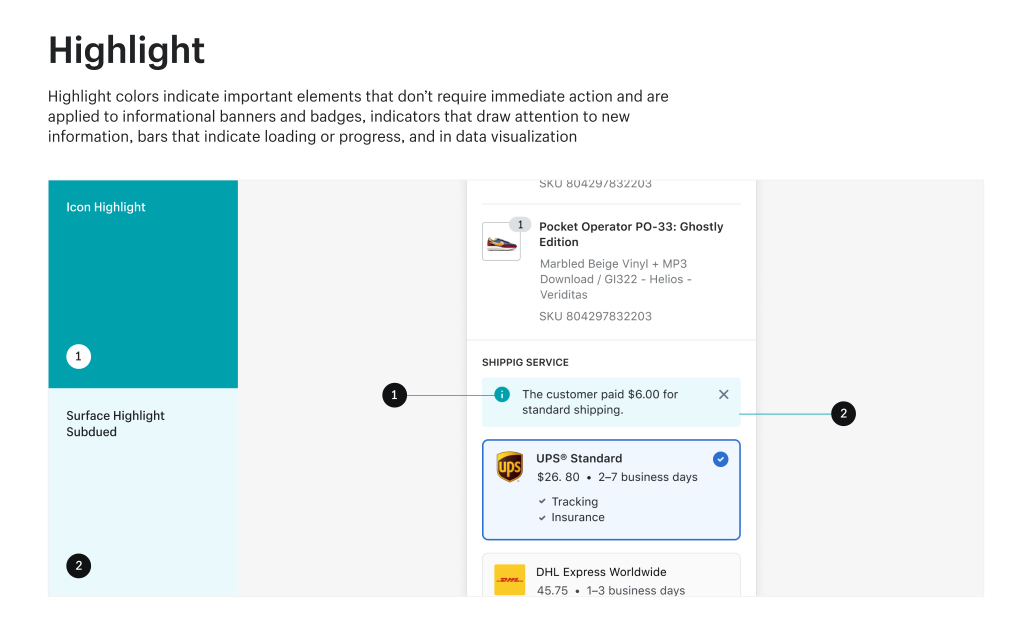 Highlight
Highlight colors indicate important elements that don’t require immediate action and are
applied to informational banners and badges, indicators that draw attention to new
information, bars that indicate loading or progress, and in data visualization
Icon Highlight
1
Surface Highlight
Subdued
2
SKU 804297832203
1
Pocket Operator PO-33: Ghostly
Edition
Marbled Beige Vinyl + MP3
Download / GI322 - Helios -
Veriditas
SKU 804297832203
SHIPPIG SERVICE
1
The customer paid $6.00 for
standard shipping.
2
ups
UPS® Standard
$26. 80 • 2–7 business days
Tracking
Insurance
DHL
DHL Express Worldwide
45.75 • 1–3 business days